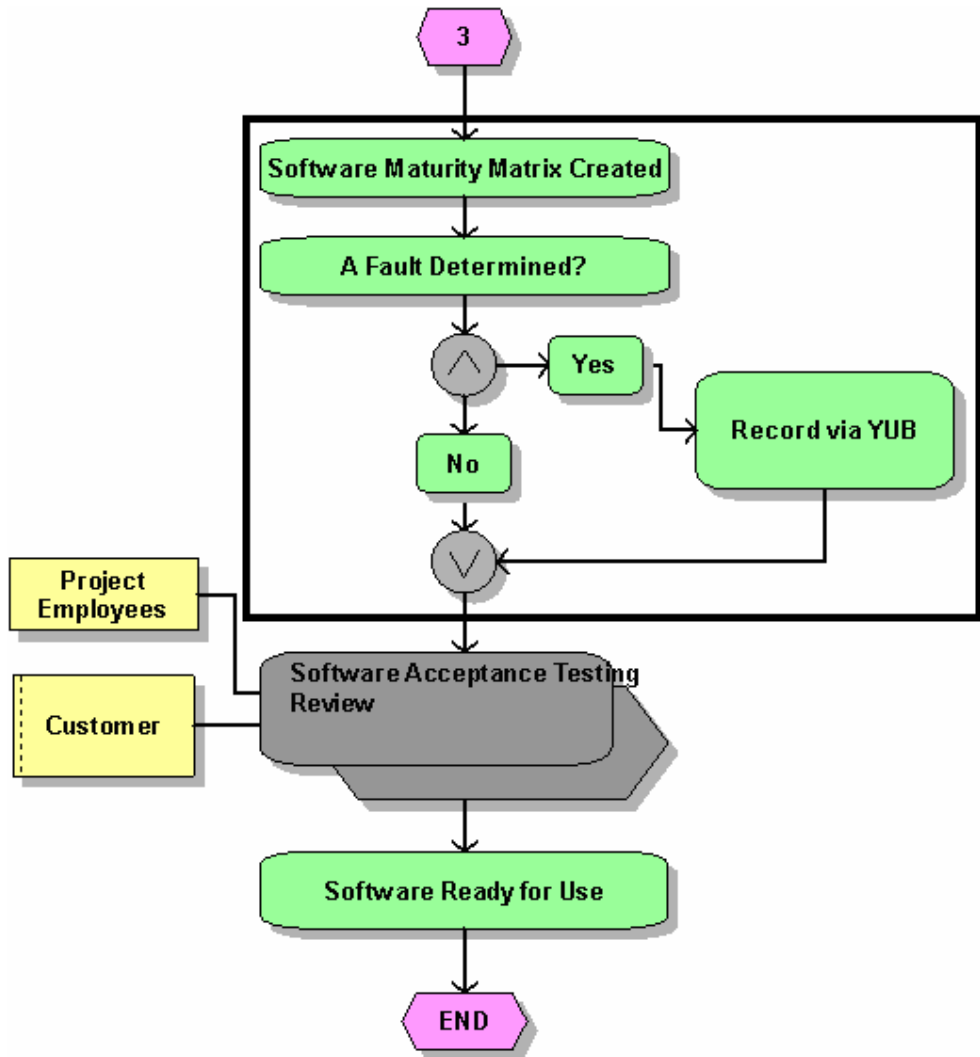 3
Software Maturity Matrix Created
A Fault Determined?
Yes
Record via YUB
No
Project
Employees
Software Acceptance Testing
Review
Customer
Software Ready for Use
END